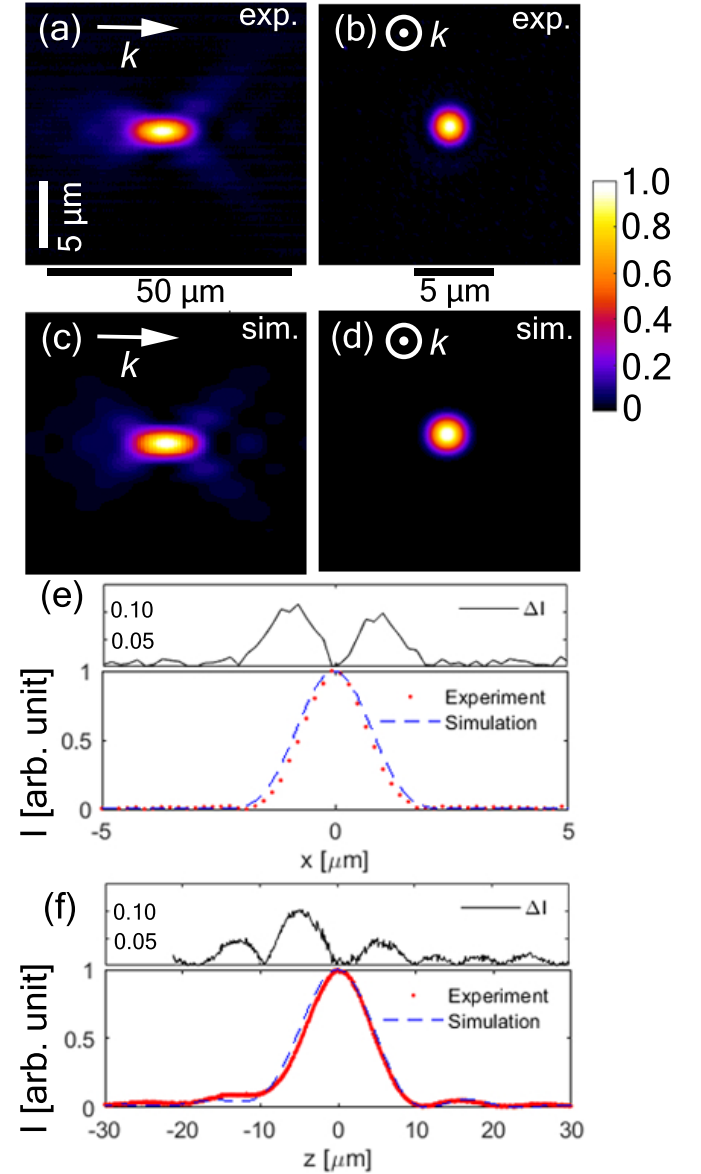 (a) k exp.
5 µm
50 µm
(b) k
5 µm
1.0
0.8
0.6
0.4
0.2
0
(c) k sim.
(d) k sim.
(e)
0.10
0.05
ΔI
I [arb. unit]
1
0.5
0
Experiment
Simulation
-5 0 5
x [µm]
(f)
0.10
0.05
ΔI
I [arb. unit]
1
0.5
0
Experiment
Simulation
-30 -20 -10 0 10 20 30
z [µm]